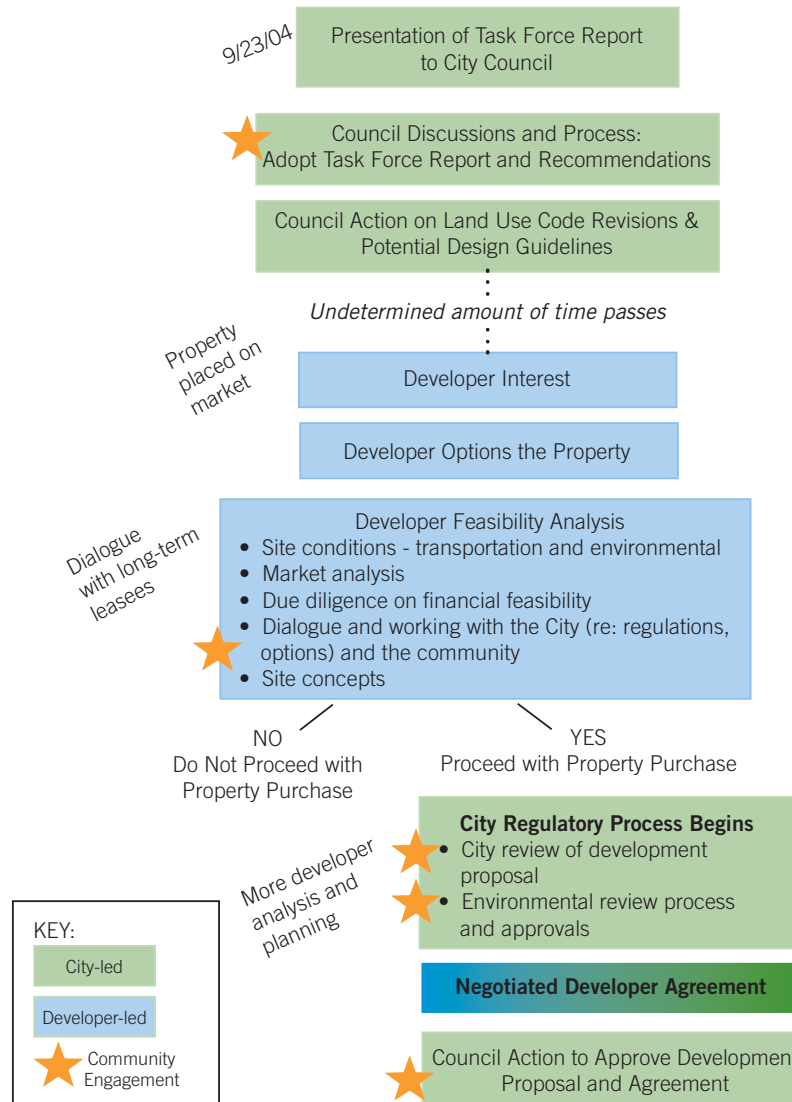 9/23/04
Presentation of Task Force Report
to City Council
Council Discussions and Process:
Adopt Task Force Report and Recommendations
Council Action on Land Use Code Revisions &
Potential Design Guidelines
Undetermined amount of time passes
Property
placed on
market
Developer Interest
Developer Options the Property
Dialogue
with long-term
leasees
Developer Feasibility Analysis
• Site conditions - transportation and environmental
• Market analysis
• Due diligence on financial feasibility
• Dialogue and working with the City (re: regulations,
options) and the community
• Site concepts
NO
Do Not Proceed with
Property Purchase
YES
Proceed with Property Purchase
More developer
analysis and
planning
City Regulatory Process Begins
• City review of development
proposal
• Environmental review process
and approvals
Negotiated Developer Agreement
Council Action to Approve Developmen
Proposal and Agreement
KEY:
City-led
Developer-led
Community
Engagement